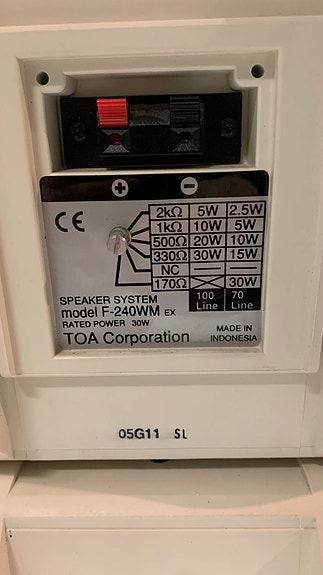 + −
CE
2kΩ 5W 2.5W
1kΩ 10W 5W
500Ω 20W 10W
330Ω 30W 15W
NC — —
170Ω 30W
100 Line 70 Line
SPEAKER SYSTEM
model F-240WM EX
RATED POWER 30W
TOA Corporation
MADE IN
INDONESIA
05G11 SL